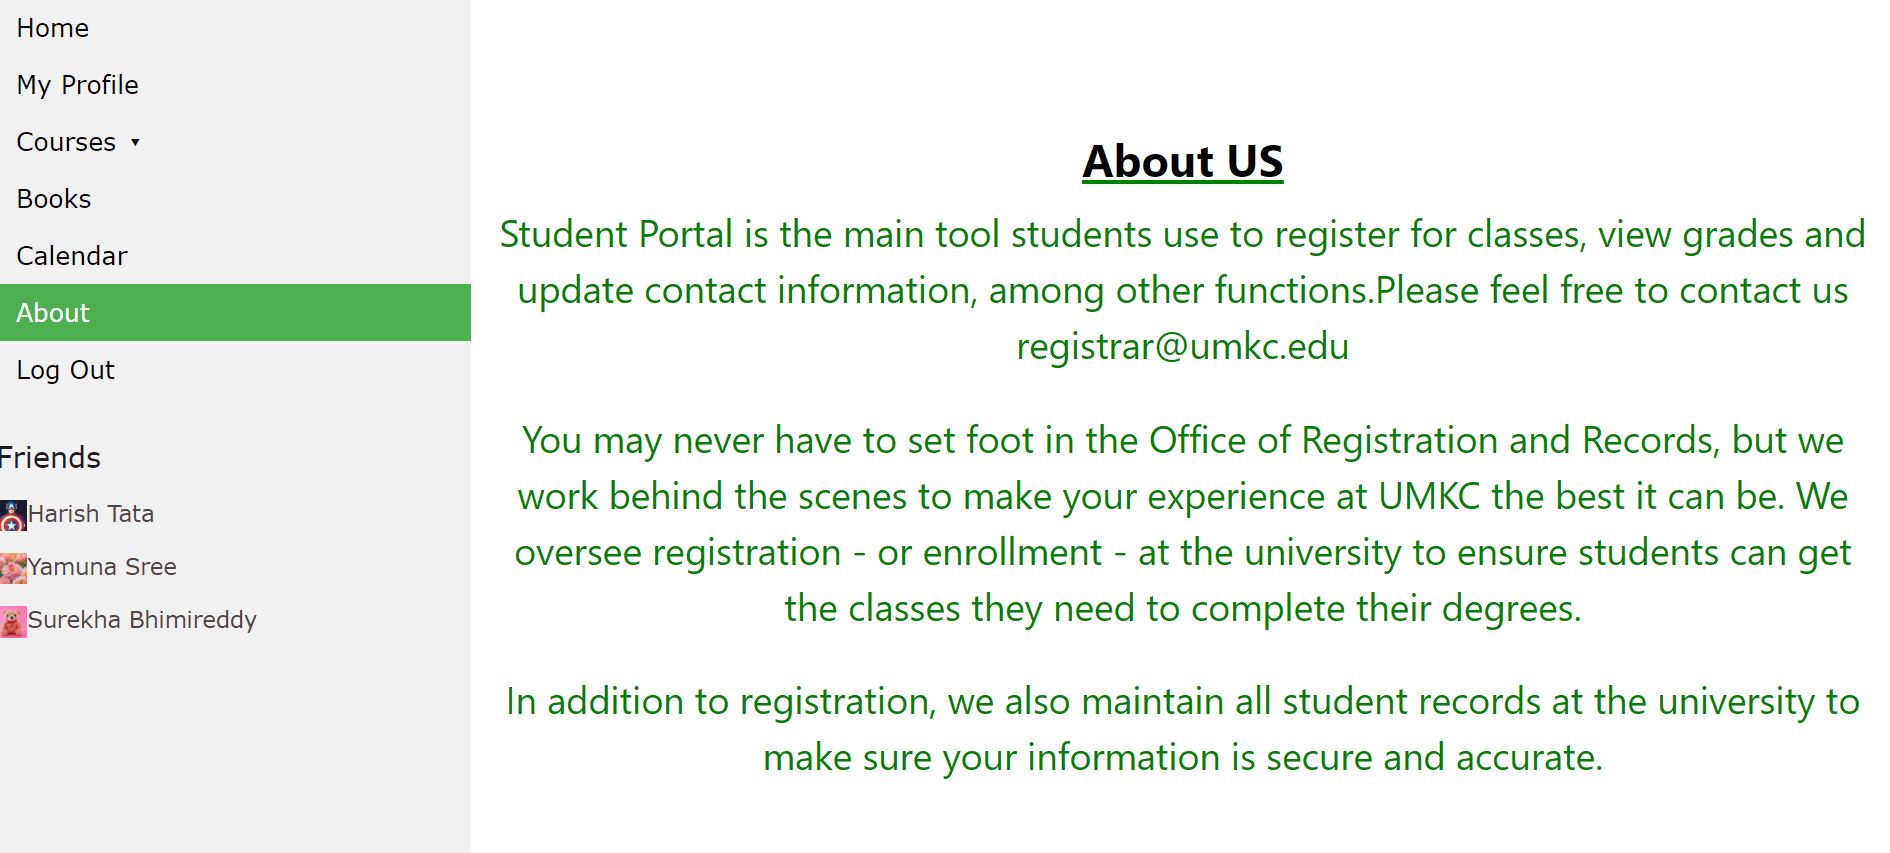 Home
My Profile
Courses ▼
Books
Calendar
About
Log Out
Friends
Harish Tata
Yamuna Sree
Surekha Bhimireddy
About US
Student Portal is the main tool students use to register for classes, view grades and
update contact information, among other functions.Please feel free to contact us
registrar@umkc.edu
You may never have to set foot in the Office of Registration and Records, but we
work behind the scenes to make your experience at UMKC the best it can be. We
oversee registration - or enrollment - at the university to ensure students can get
the classes they need to complete their degrees.
In addition to registration, we also maintain all student records at the university to
make sure your information is secure and accurate.